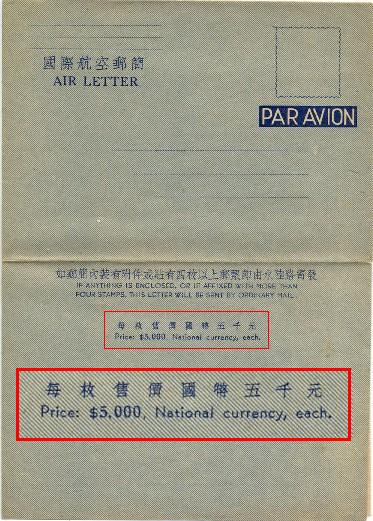 國際航空郵簡
AIR LETTER
PAR AVION
如郵簡內裝有附件或貼有四枚以上郵票即由水陸路寄發
IF ANYTHING IS ENCLOSED, OR IF AFFIXED WITH MORE THAN
FOUR STAMPS, THIS LETTER WILL BE SENT BY ORDINARY MAIL.
每枚售價國幣五千元
Price: $5,000, National currency, each.
每枚售價國幣五千元
Price: $5,000, National currency, each.